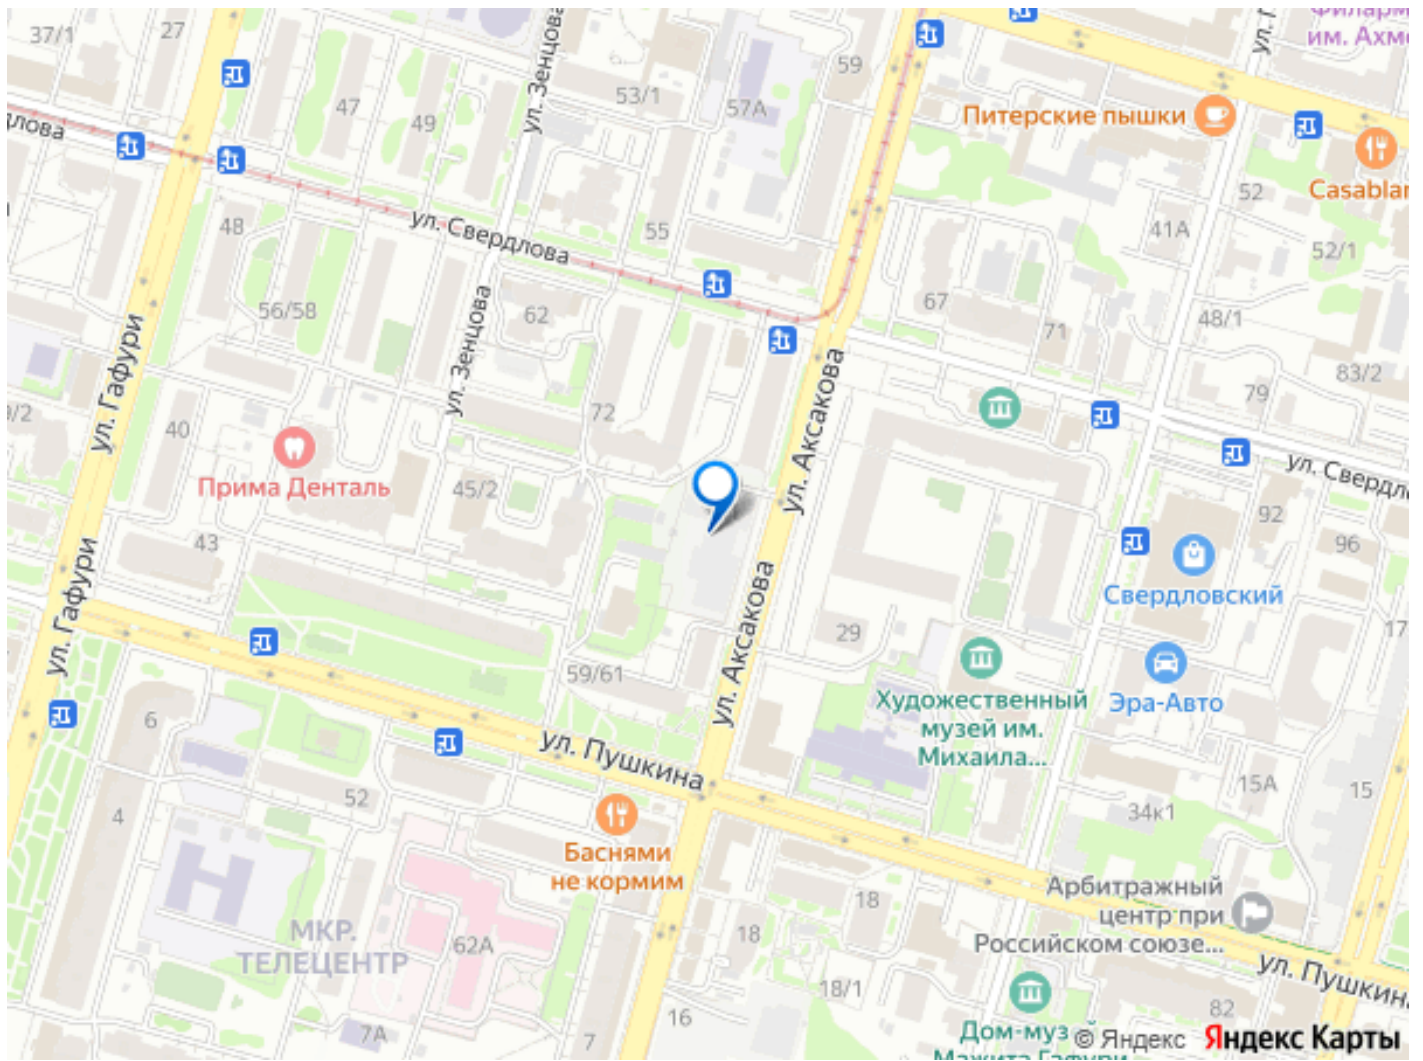 37/1
27
47
49
ул. Зенцова
53/1
57А
59
Филарм
им. Ахм
Питерские пышки
52
Casablan
41А
52/1
48
ул. Свердлова
55
67
71
48/1
83/2
79
56/58
62
ул. Зенцова
ул. Гафури
ул. Аксакова
40
72
Прима Денталь
45/2
ул. Свердл
92
96
43
Свердловский
17
ул. Гафури
ул. Аксакова
29
59/61
Художественный
музей им.
Михаила...
Эра-Авто
6
ул. Пушкина
52
4
15А
15
34к1
Баснями
не кормим
МКР.
ТЕЛЕЦЕНТР
62А
18
18
Арбитражный
центр при
Российском союзе...
ул. Пушкин
18/1
82
16
7А
7
Дом-муз
Мажита Гафури
© Яндекс Яндекс Карты